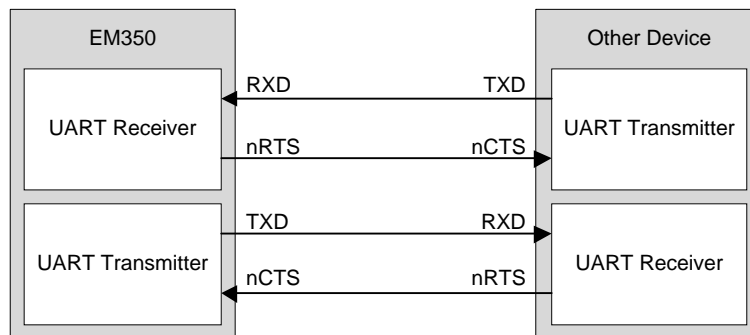 EM350
Other Device
RXD
TXD
UART Receiver
UART Transmitter
nRTS
nCTS
TXD
RXD
UART Transmitter
UART Receiver
nCTS
nRTS